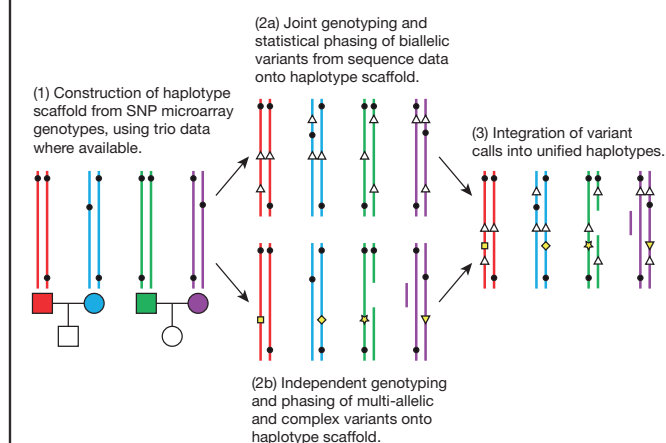 (1) Construction of haplotype
scaffold from SNP microarray
genotypes, using trio data
where available.
(2a) Joint genotyping and
statistical phasing of biallelic
variants from sequence data
onto haplotype scaffold.
(2b) Independent genotyping
and phasing of multi-allelic
and complex variants onto
haplotype scaffold.
(3) Integration of variant
calls into unified haplotypes.